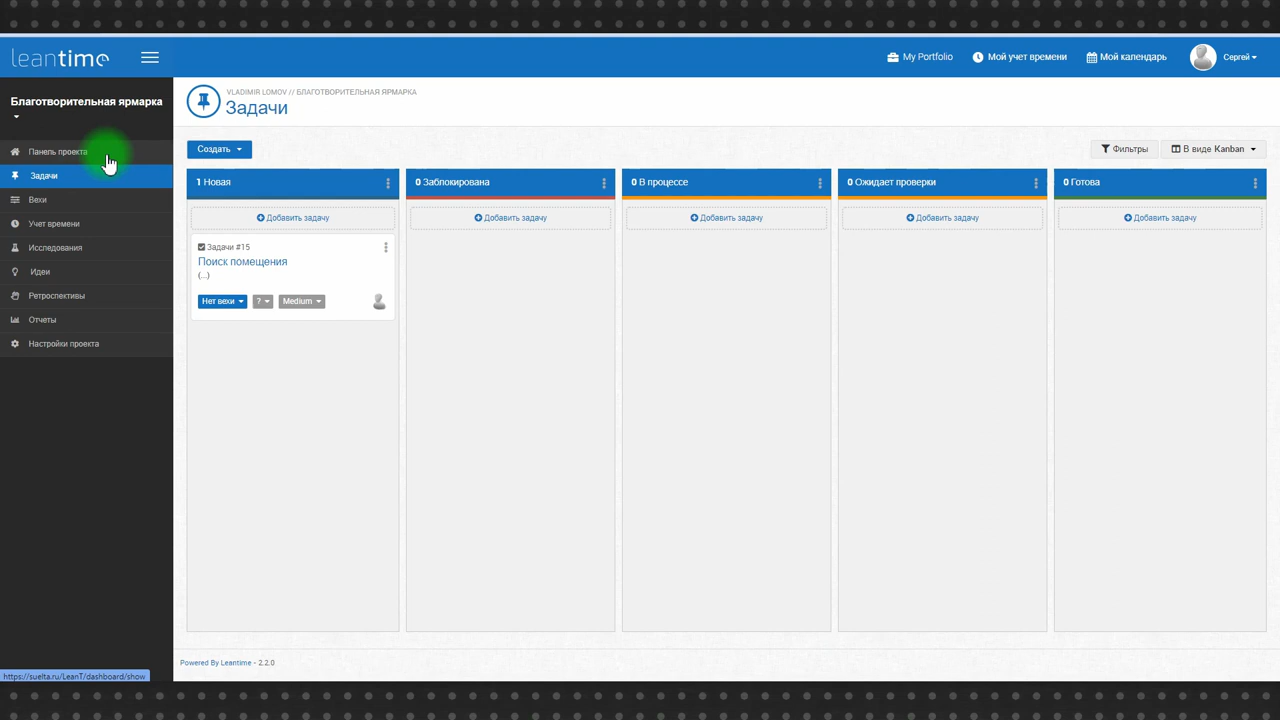 leantime
My Portfolio
Мой учет времени
Мой календарь
Сергей
Благотворительная ярмарка
Панель проекта
Задачи
Вехи
Учет времени
Исследования
Идеи
Ретроспективы
Отчеты
Настройки проекта
VLADIMIR LOMOV // БЛАГОТВОРИТЕЛЬНАЯ ЯРМАРКА
Задачи
Создать
Фильтры
В виде Kanban
1 Новая
0 Заблокирована
0 В процессе
0 Ожидает проверки
0 Готова
Добавить задачу
Добавить задачу
Добавить задачу
Добавить задачу
Добавить задачу
Задачи #15
Поиск помещения
(...)
Нет вехи
?
Medium
Powered By Leantime - 2.2.0
https://suelta.ru/LeanT/dashboard/show